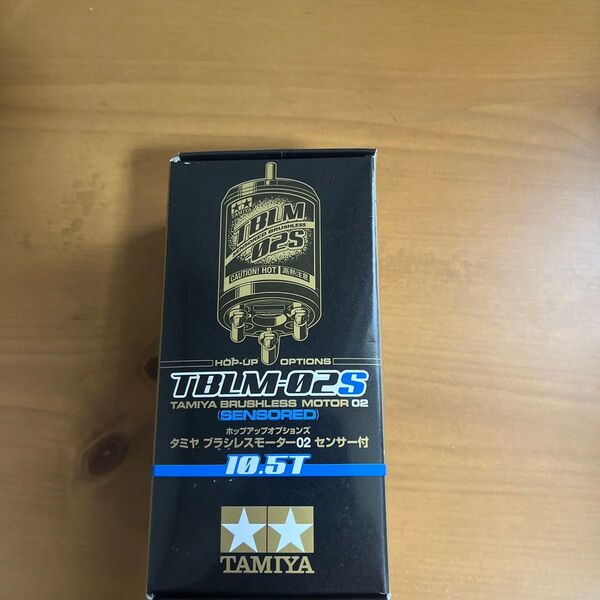 TAMIYA
TBLM
SENSORED BRUSHLESS
02S
CAUTION! HOT 高熱注意
HOP-UP OPTIONS
TBLM-02S
TAMIYA BRUSHLESS MOTOR 02
(SENSORED)
ホップアップオプションズ
タミヤ ブラシレスモーター02 センサー付
10.5T
TAMIYA